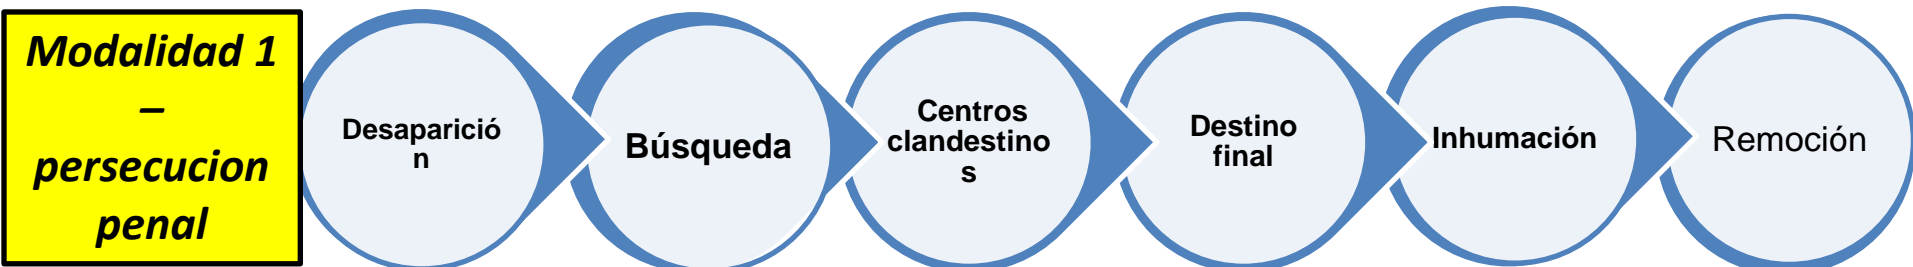 Modalidad 1
–
persecucion
penal
Desaparició
n
Búsqueda
Centros
clandestino
s
Destino
final
Inhumación
Remoción